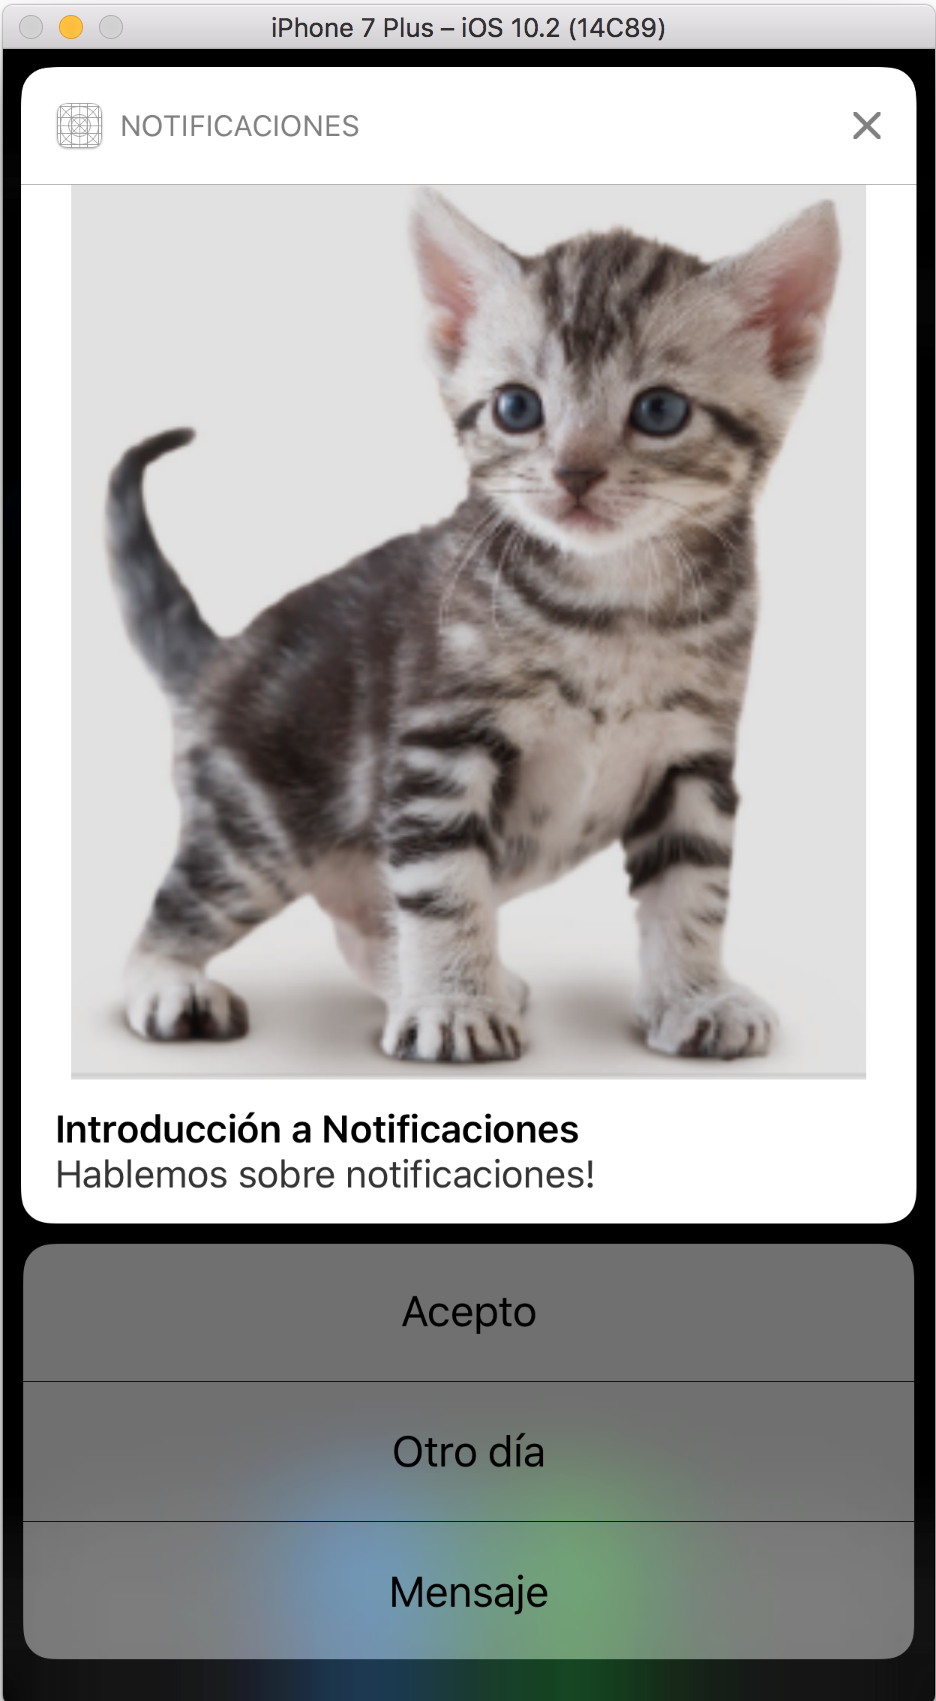 iPhone 7 Plus – iOS 10.2 (14C89)
NOTIFICACIONES
Introducción a Notificaciones
Hablemos sobre notificaciones!
Acepto
Otro día
Mensaje